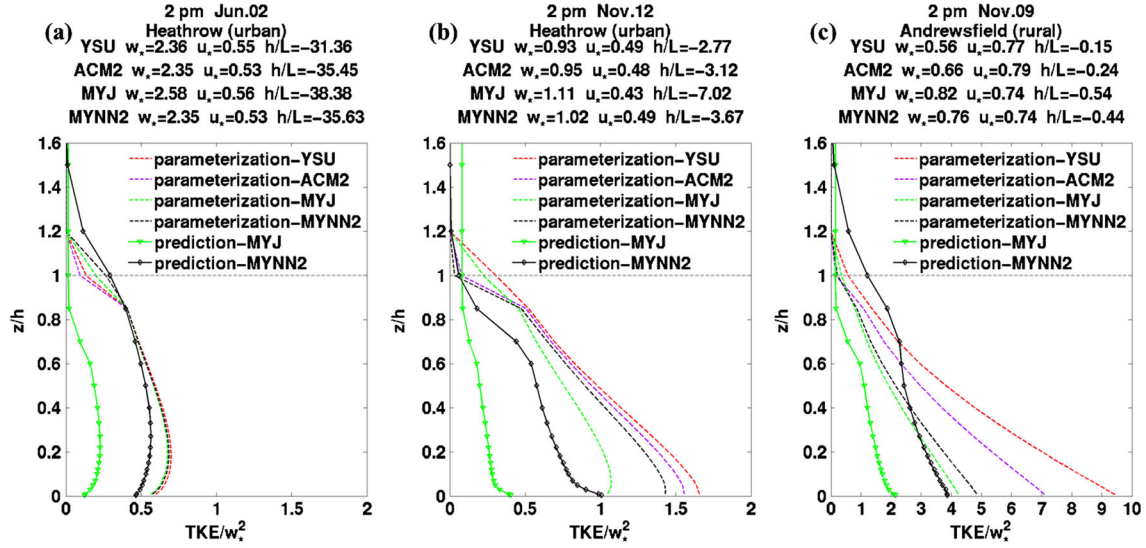 (a)
2 pm Jun.02
Heathrow (urban)
YSU w*=2.36 u*=0.55 h/L=−31.36
ACM2 w*=2.35 u*=0.53 h/L=−35.45
MYJ w*=2.58 u*=0.56 h/L=−38.38
MYNN2 w*=2.35 u*=0.53 h/L=−35.63
z/h
1.6
1.4
1.2
1
0.8
0.6
0.4
0.2
0
parameterization−YSU
parameterization−ACM2
parameterization−MYJ
parameterization−MYNN2
prediction−MYJ
prediction−MYNN2
0 0.5 1 1.5 2
TKE/w*²
(b)
2 pm Nov.12
Heathrow (urban)
YSU w*=0.93 u*=0.49 h/L=−2.77
ACM2 w*=0.95 u*=0.48 h/L=−3.12
MYJ w*=1.11 u*=0.43 h/L=−7.02
MYNN2 w*=1.02 u*=0.49 h/L=−3.67
z/h
1.6
1.4
1.2
1
0.8
0.6
0.4
0.2
0
parameterization−YSU
parameterization−ACM2
parameterization−MYJ
parameterization−MYNN2
prediction−MYJ
prediction−MYNN2
0 0.5 1 1.5 2
TKE/w*²
(c)
2 pm Nov.09
Andrewsfield (rural)
YSU w*=0.56 u*=0.77 h/L=−0.15
ACM2 w*=0.66 u*=0.79 h/L=−0.24
MYJ w*=0.82 u*=0.74 h/L=−0.54
MYNN2 w*=0.76 u*=0.74 h/L=−0.44
z/h
1.6
1.4
1.2
1
0.8
0.6
0.4
0.2
0
parameterization−YSU
parameterization−ACM2
parameterization−MYJ
parameterization−MYNN2
prediction−MYJ
prediction−MYNN2
0 1 2 3 4 5 6 7 8 9 10
TKE/w*²